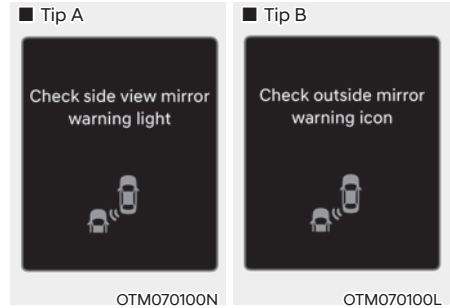 ■ Tip A
Check side view mirror
warning light
OTM070100N
■ Tip B
Check outside mirror
warning icon
OTM070100L